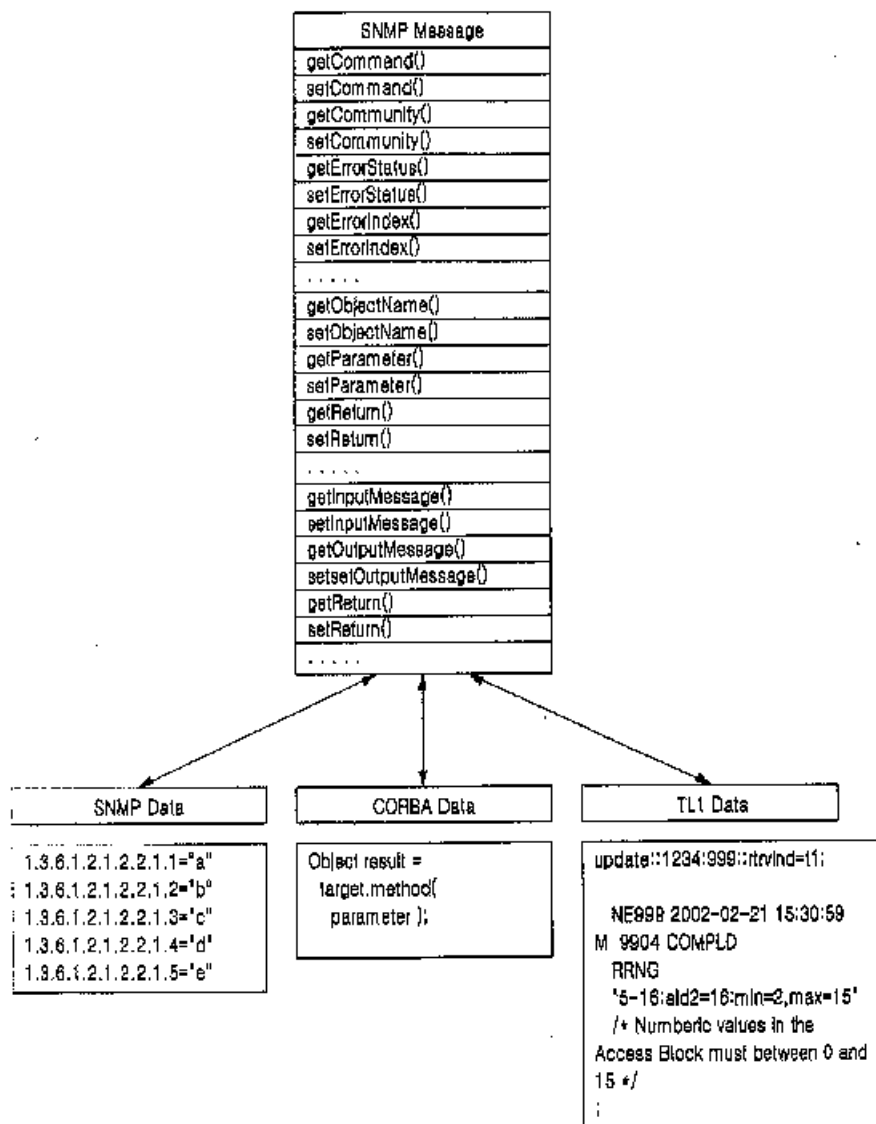 SNMP Message
getCommand()
setCommand()
getCommunity()
setCommunity()
getErrorStatus()
setErrorStatus()
getErrorIndex()
setErrorIndex()
. . . . .
getObjectName()
setObjectName()
getParameter()
setParameter()
getReturn()
setReturn()
. . . . .
getInputMessage()
setInputMessage()
getOutputMessage()
setsetOutputMessage()
getReturn()
setReturn()
. . . . .
SNMP Data
1.3.6.1.2.1.2.2.1.1="a"
1.3.6.1.2.1.2.2.1.2="b"
1.3.6.1.2.1.2.2.1.3="c"
1.3.6.1.2.1.2.2.1.4="d"
1.3.6.1.2.1.2.2.1.5="e"
CORBA Data
Object result =
target.method(
parameter );
TL1 Data
update::1234:999::rtrvind=t1;
NE999 2002-02-21 15:30:59
M 9904 COMPLD
RRNG
"5-16:aid2=16:min=2,max=15"
/* Numberic values in the
Access Block must between 0 and
15 */
;